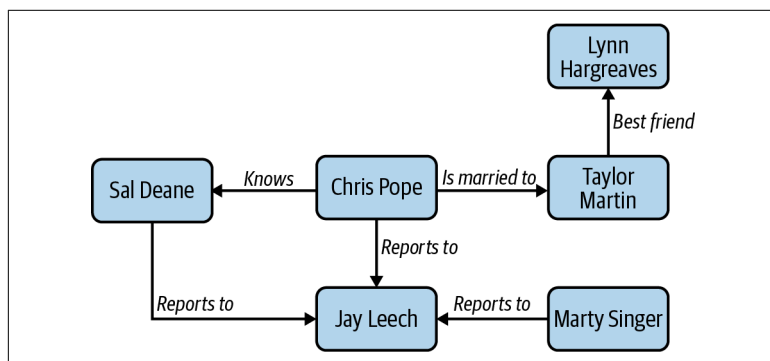 Lynn
Hargreaves
Best friend
Sal Deane
Knows
Chris Pope
Is married to
Taylor
Martin
Reports to
Reports to
Jay Leech
Reports to
Marty Singer